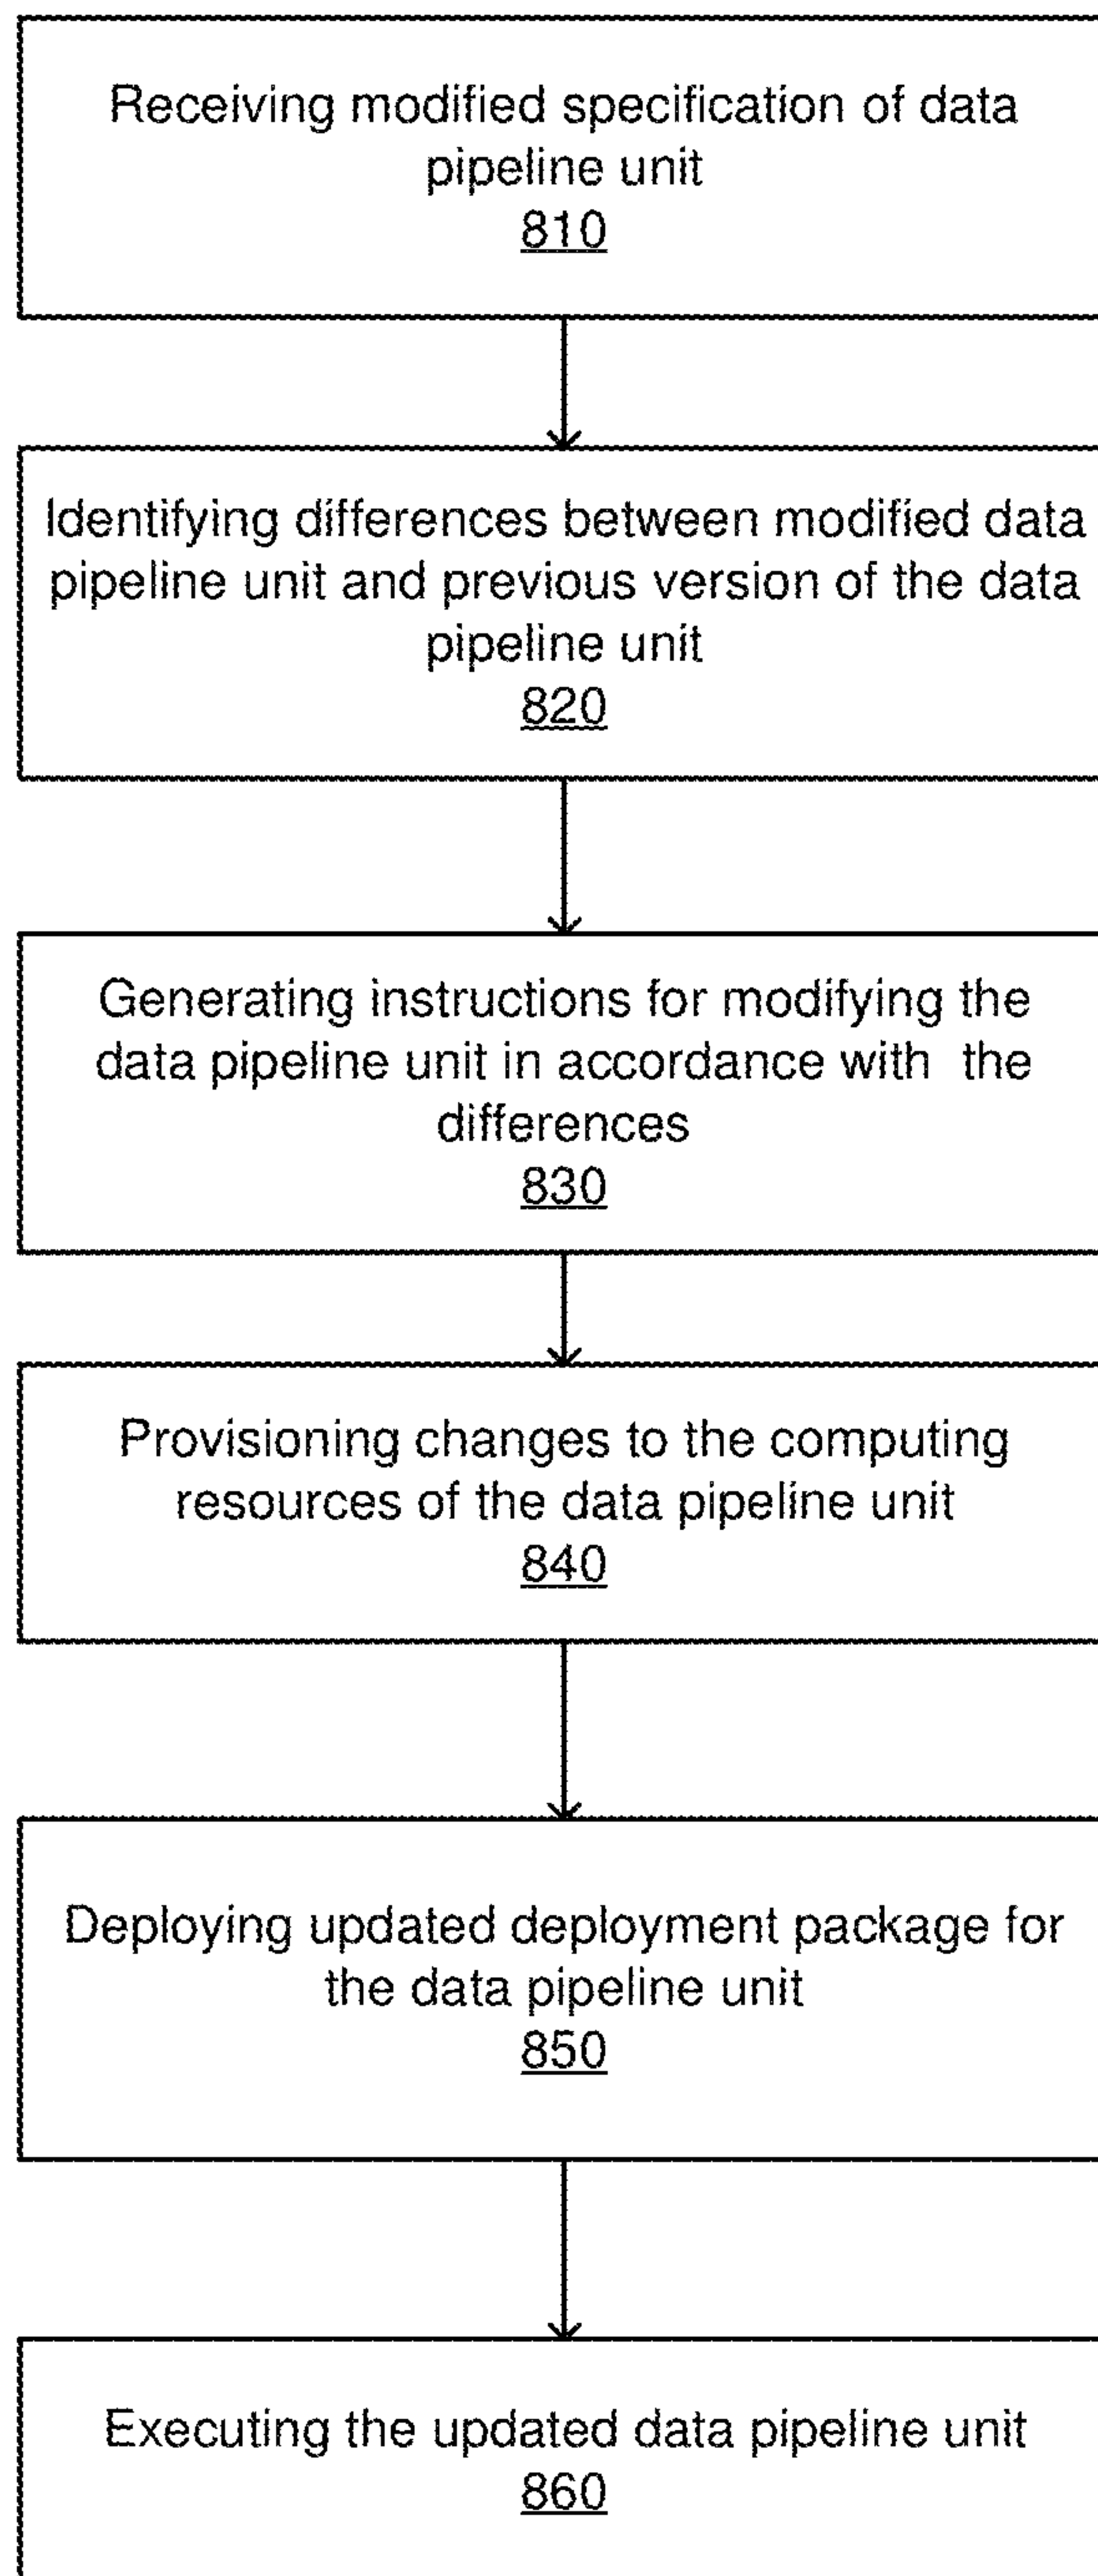 Receiving modified specification of data
pipeline unit
810
Identifying differences between modified data
pipeline unit and previous version of the data
pipeline unit
820
Generating instructions for modifying the
data pipeline unit in accordance with  the
differences
830
Provisioning changes to the computing
resources of the data pipeline unit
840
Deploying updated deployment package for
the data pipeline unit
850
Executing the updated data pipeline unit
860